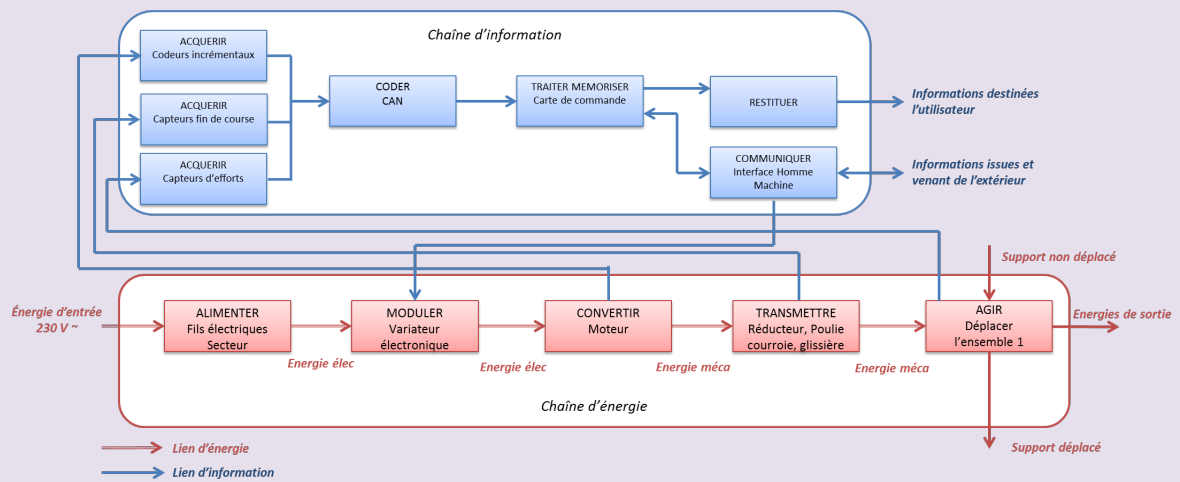 Chaîne d'information
ACQUERIR
Codeurs incrémentaux
ACQUERIR
Capteurs fin de course
ACQUERIR
Capteurs d'efforts
CODER
CAN
TRAITER MEMORISER
Carte de commande
RESTITUER
COMMUNIQUER
Interface Homme
Machine
Informations destinées
l'utilisateur
Informations issues et
venant de l'extérieur
Support non déplacé
Énergie d'entrée
230 V ~
ALIMENTER
Fils électriques
Secteur
Energie élec
MODULER
Variateur
électronique
Energie élec
CONVERTIR
Moteur
Energie méca
TRANSMETTRE
Réducteur, Poulie
courroie, glissière
Energie méca
AGIR
Déplacer
l'ensemble 1
Energies de sortie
Chaîne d'énergie
Support déplacé
Lien d'énergie
Lien d'information